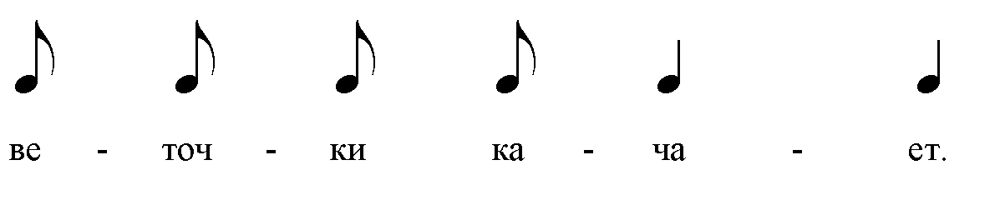 ве - точ - ки ка - ча - ет.